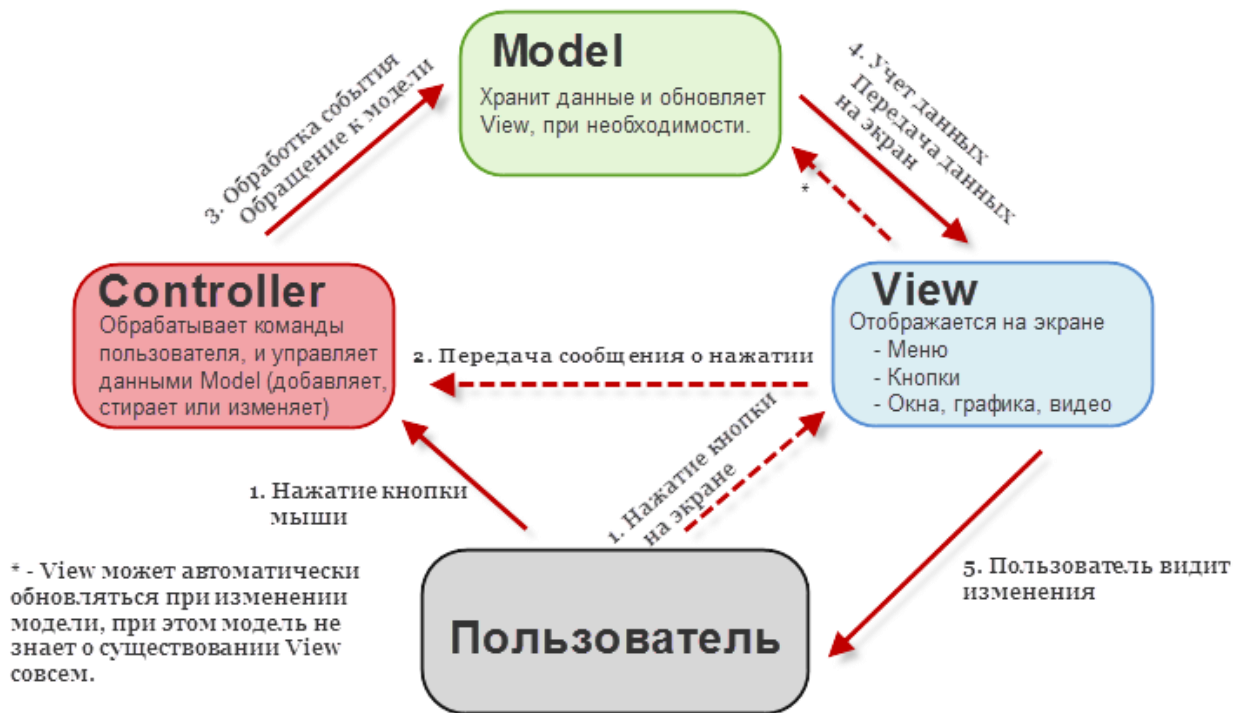 Model
Хранит данные и обновляет
View, при необходимости.
3. Обработка события
Обращение к модели
4. Учет данных
Передача данных
на экран
*
Controller
Обрабатывает команды
пользователя, и управляет
данными Model (добавляет,
стирает или изменяет)
View
Отображается на экране
- Меню
- Кнопки
- Окна, графика, видео
2. Передача сообщения о нажатии
1. Нажатие кнопки
мыши
1. Нажатие кнопки
на экране
5. Пользователь видит
изменения
* - View может автоматически
обновляться при изменении
модели, при этом модель не
знает о существовании View
совсем.
Пользователь